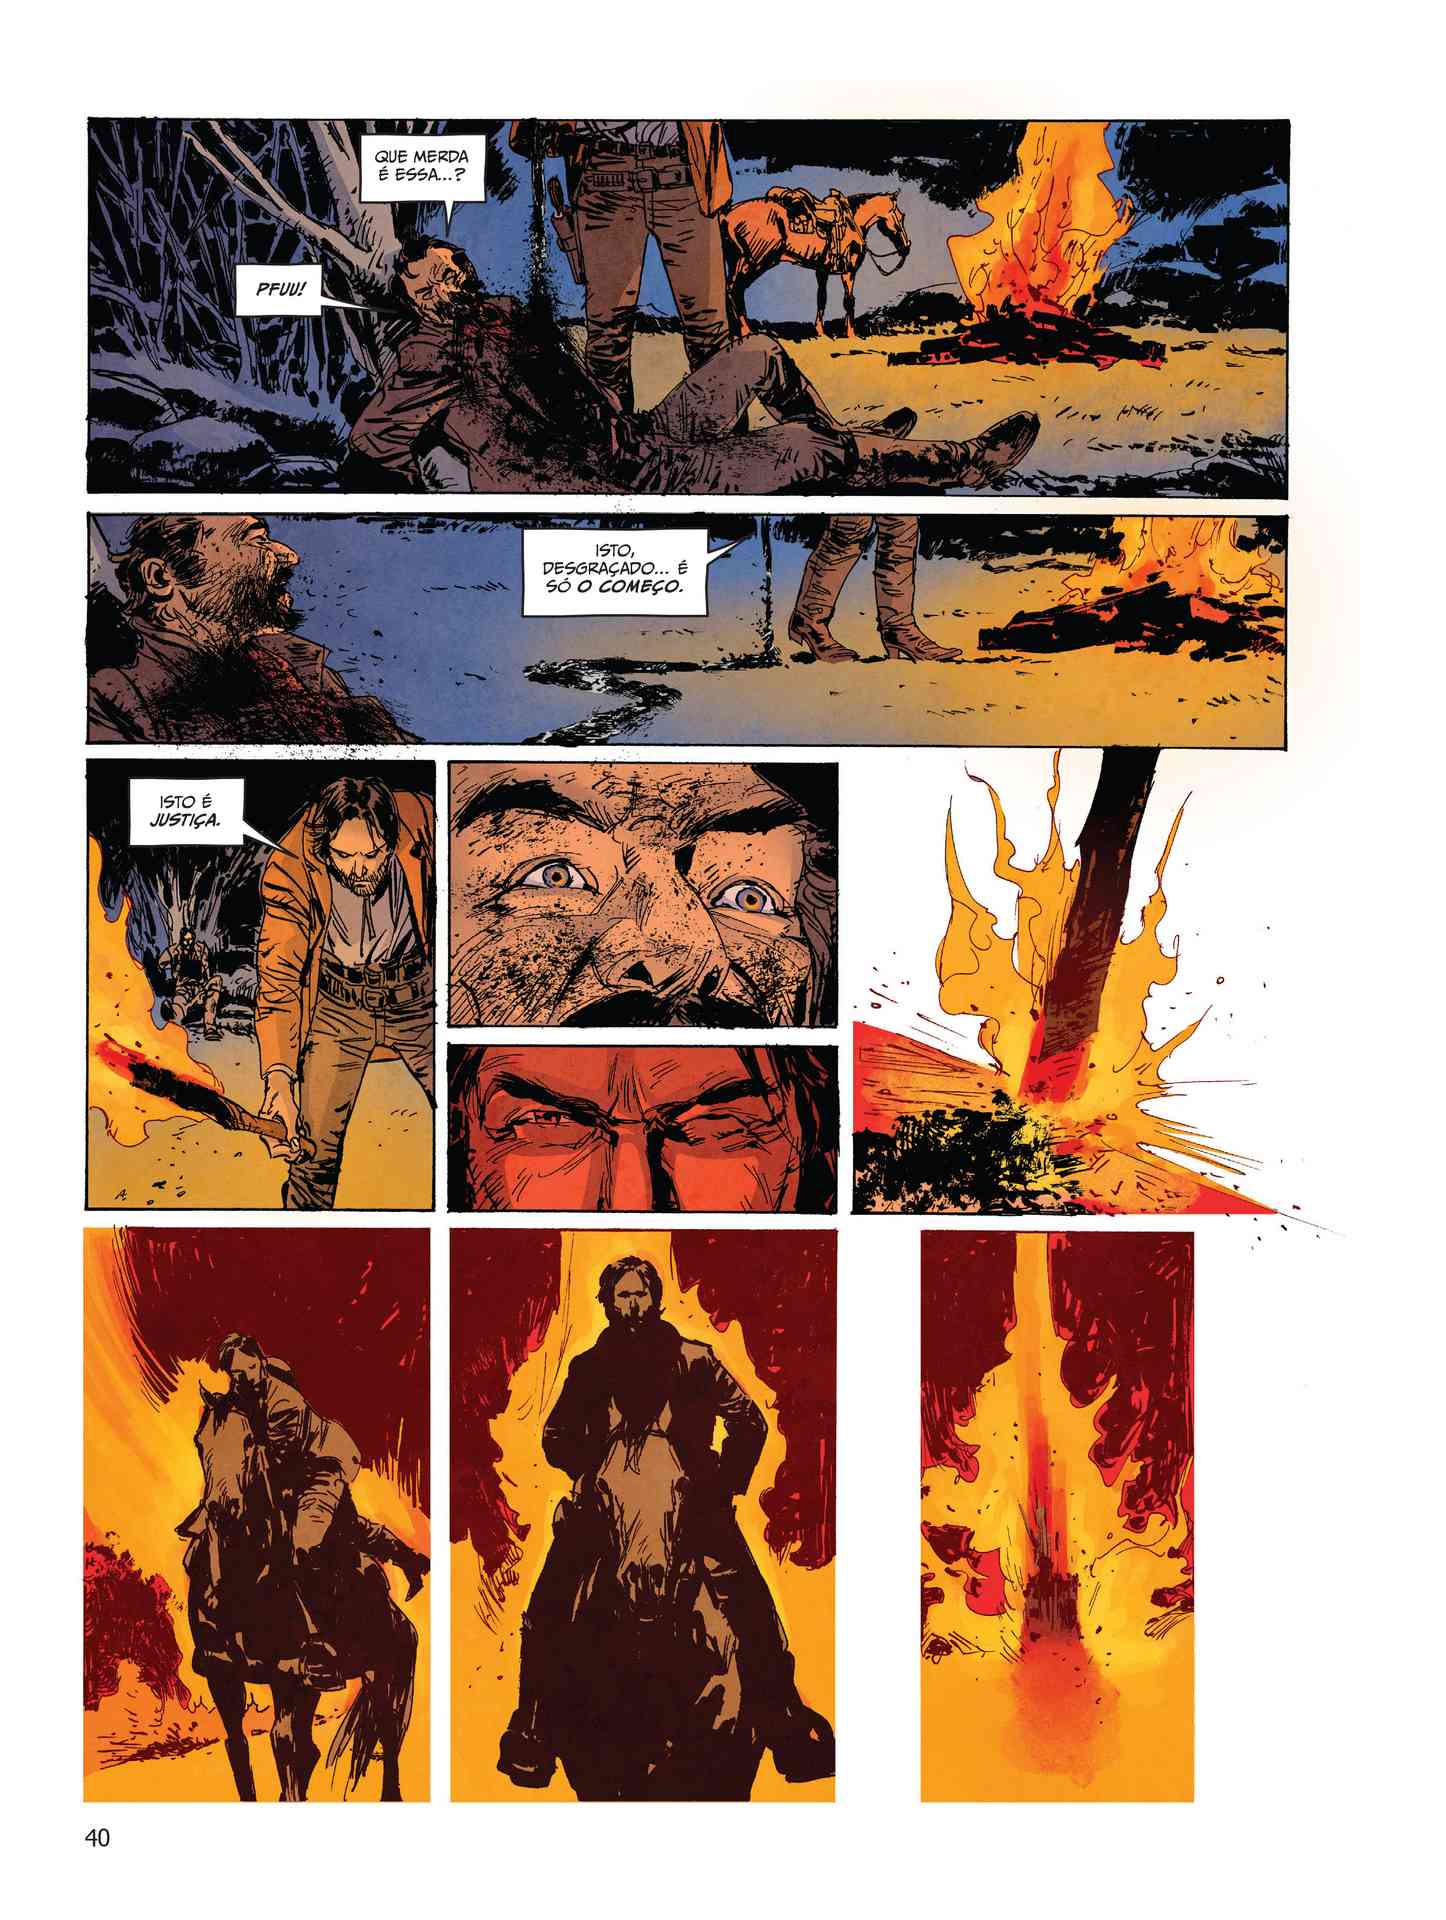 QUE MERDA
É ESSA...?
PFUU!
ISTO,
DESGRAÇADO... É
SÓ O COMEÇO.
ISTO É
JUSTIÇA.
A.
40